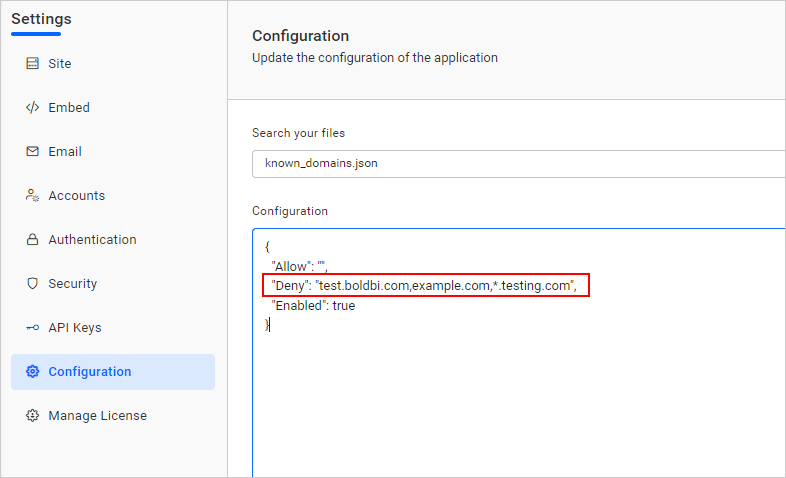 Settings
Site
Embed
Email
Accounts
Authentication
Security
API Keys
Configuration
Manage License
Configuration
Update the configuration of the application
Search your files
known_domains.json
Configuration
{
"Allow": "",
"Deny": "test.boldbi.com,example.com,*.testing.com",
"Enabled": true
}